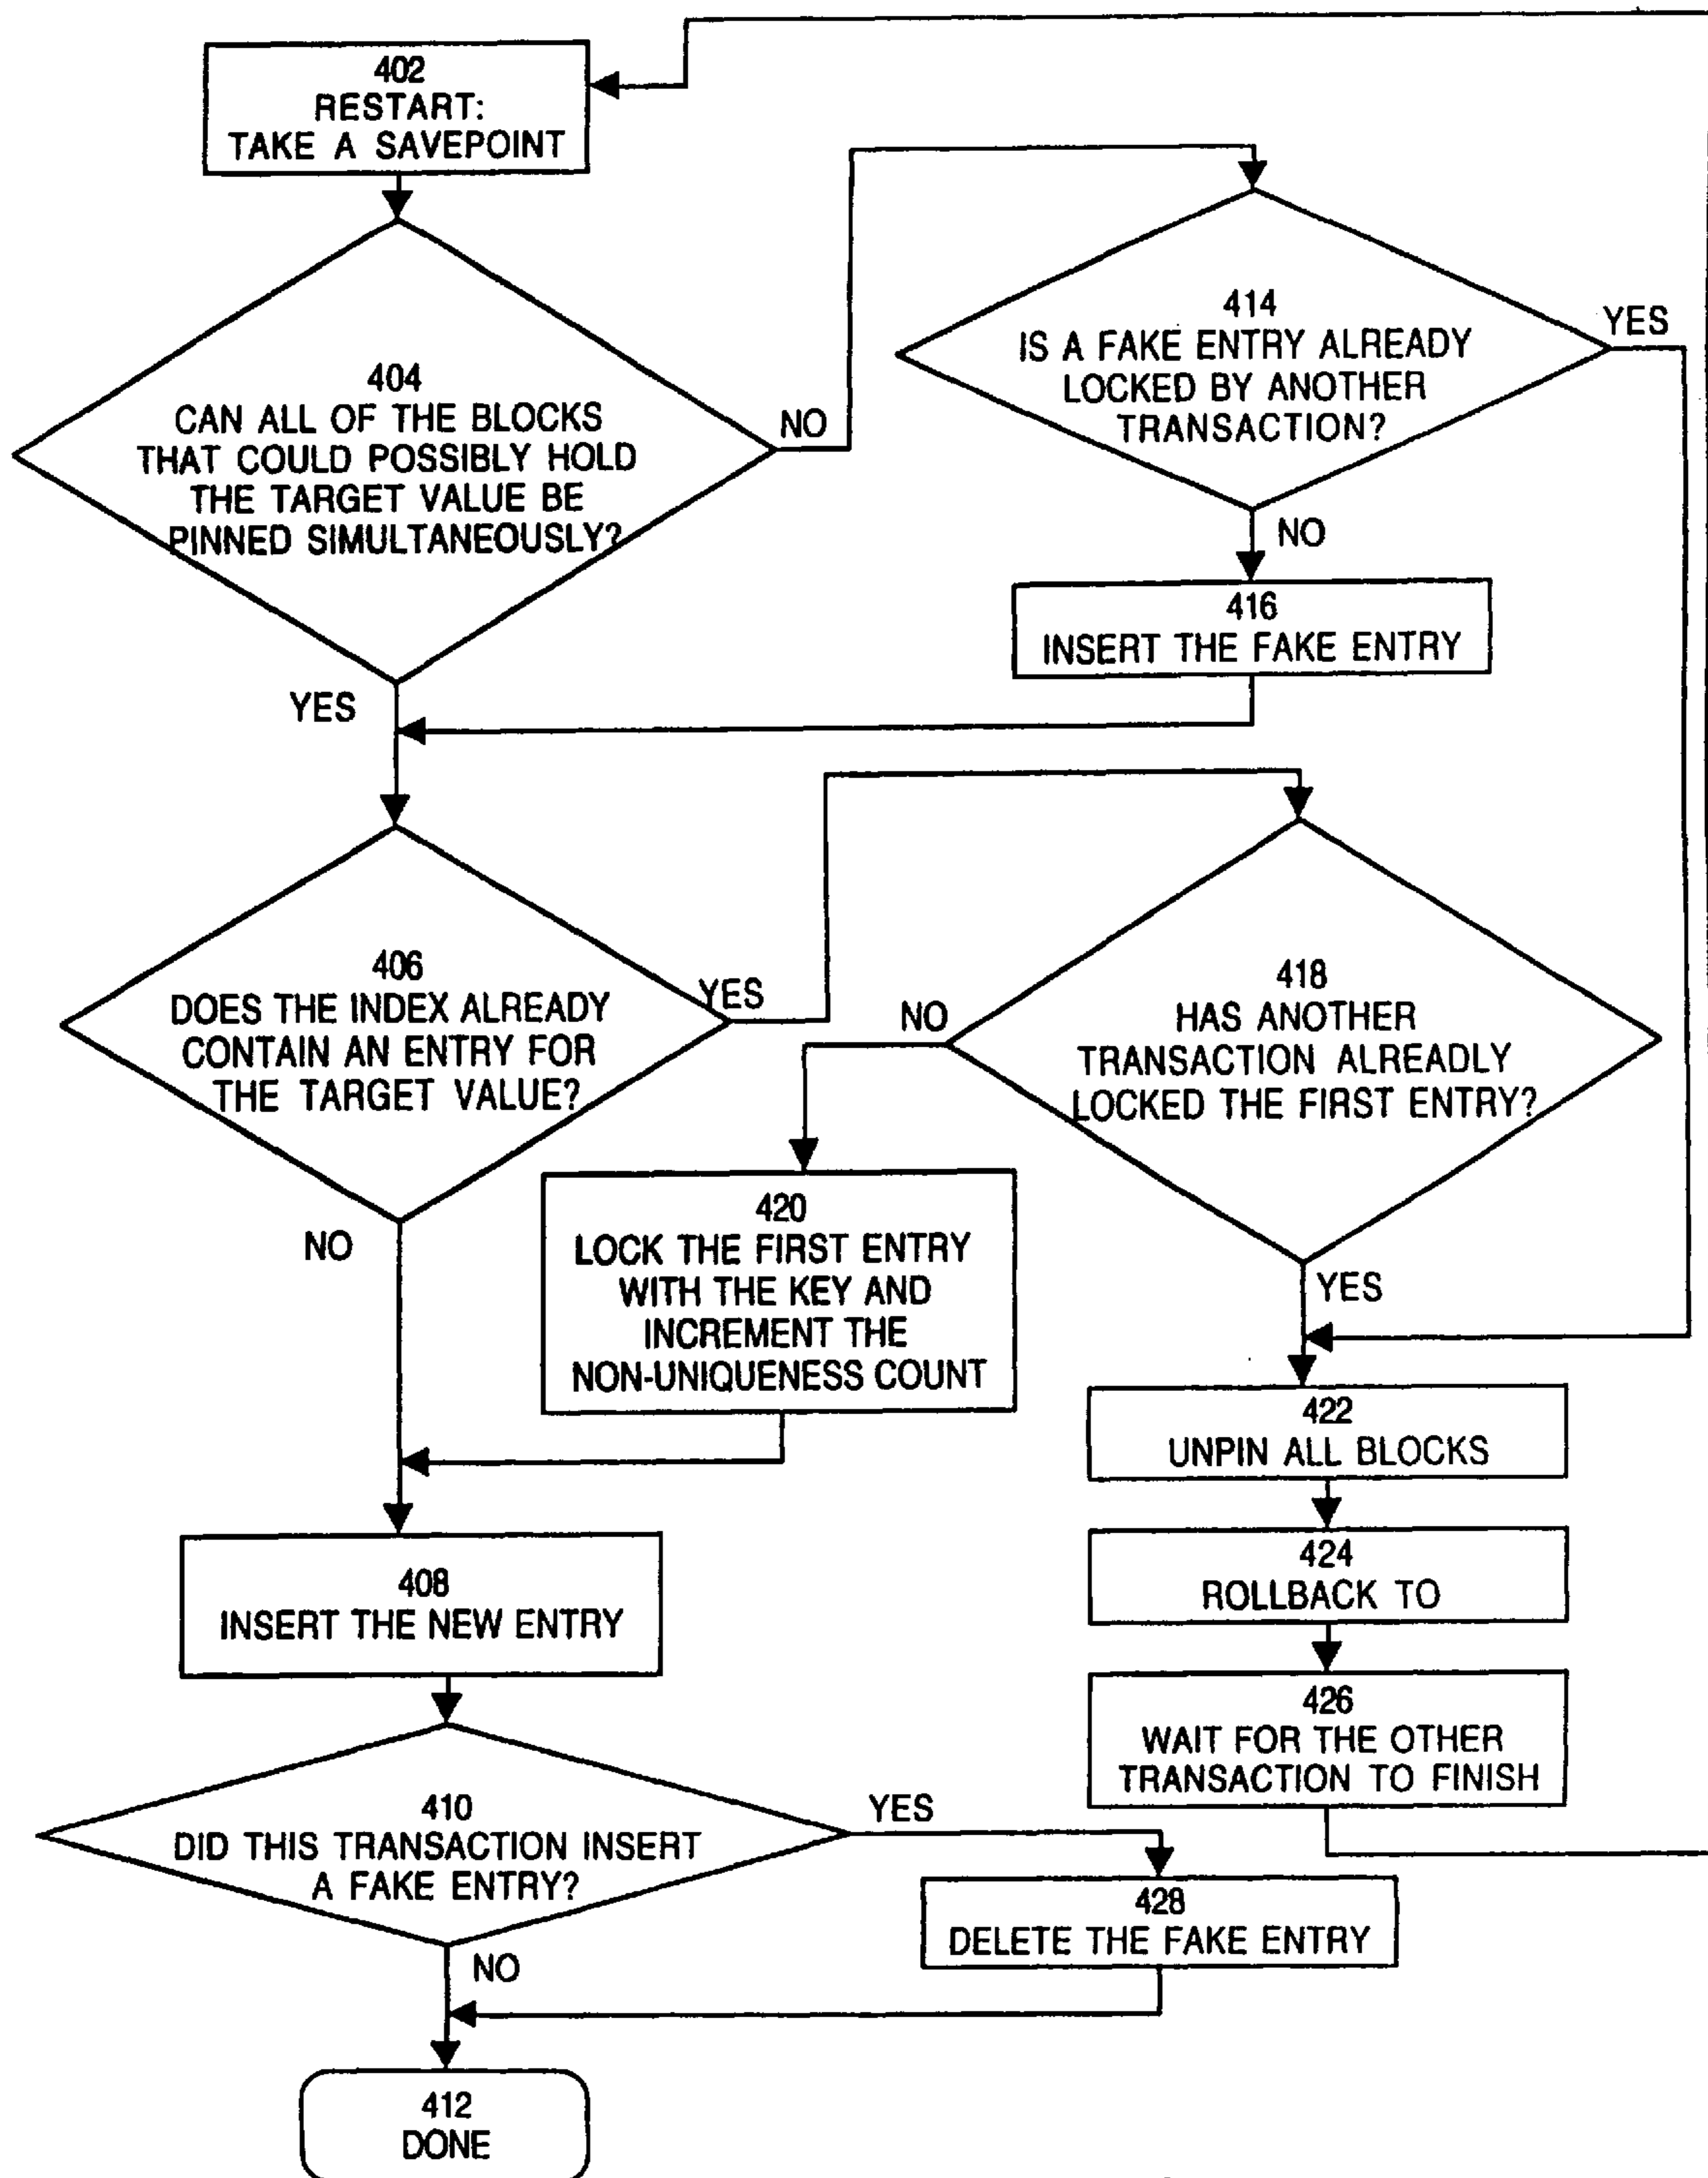 402
RESTART:
TAKE A SAVEPOINT
404
CAN ALL OF THE BLOCKS
THAT COULD POSSIBLY HOLD
THE TARGET VALUE BE
PINNED SIMULTANEOUSLY?
NO
YES
414
IS A FAKE ENTRY ALREADY
LOCKED BY ANOTHER
TRANSACTION?
YES
NO
416
INSERT THE FAKE ENTRY
406
DOES THE INDEX ALREADY
CONTAIN AN ENTRY FOR
THE TARGET VALUE?
YES
NO
418
HAS ANOTHER
TRANSACTION ALREADLY
LOCKED THE FIRST ENTRY?
NO
YES
420
LOCK THE FIRST ENTRY
WITH THE KEY AND
INCREMENT THE
NON-UNIQUENESS COUNT
422
UNPIN ALL BLOCKS
424
ROLLBACK TO
426
WAIT FOR THE OTHER
TRANSACTION TO FINISH
408
INSERT THE NEW ENTRY
410
DID THIS TRANSACTION INSERT
A FAKE ENTRY?
YES
NO
428
DELETE THE FAKE ENTRY
412
DONE